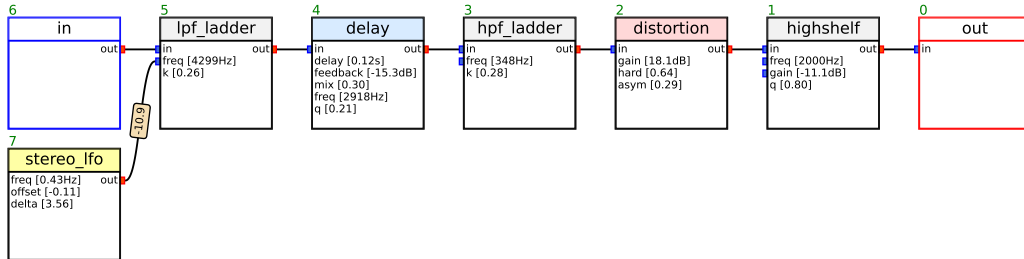 6
in
out
5
lpf_ladder
in
out
freq [4299Hz]
k [0.26]
4
delay
in
out
delay [0.12s]
feedback [-15.3dB]
mix [0.30]
freq [2918Hz]
q [0.21]
3
hpf_ladder
in
out
freq [348Hz]
k [0.28]
2
distortion
in
out
gain [18.1dB]
hard [0.64]
asym [0.29]
1
highshelf
in
out
freq [2000Hz]
gain [-11.1dB]
q [0.80]
0
out
in
-10.9
7
stereo_lfo
freq [0.43Hz]
out
offset [-0.11]
delta [3.56]